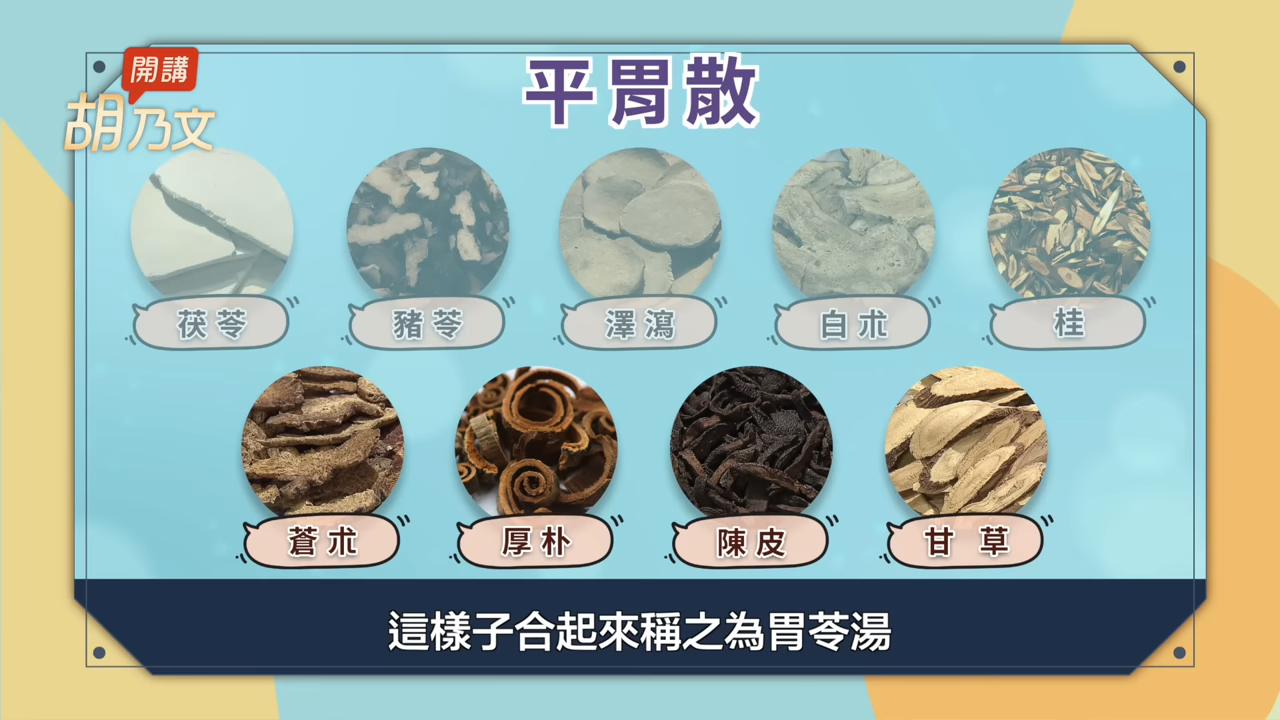 開講
胡乃文
平胃散
茯苓
豬苓
澤瀉
白朮
桂
蒼朮
厚朴
陳皮
甘草
這樣子合起來稱之為胃苓湯